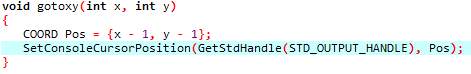 void gotoxy(int x, int y)
{
    COORD Pos = {x - 1, y - 1};
    SetConsoleCursorPosition(GetStdHandle(STD_OUTPUT_HANDLE), Pos);
}